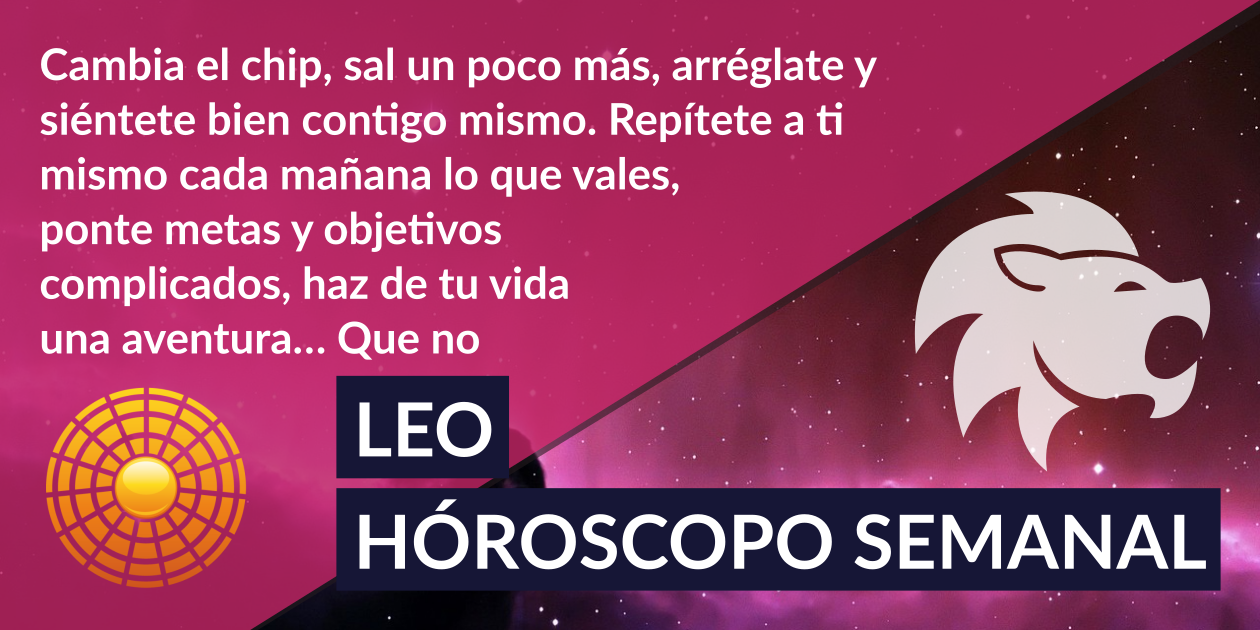 Cambia el chip, sal un poco más, arréglate y
siéntete bien contigo mismo. Repítete a ti
mismo cada mañana lo que vales,
ponte metas y objetivos
complicados, haz de tu vida
una aventura... Que no
LEO
HÓROSCOPO SEMANAL